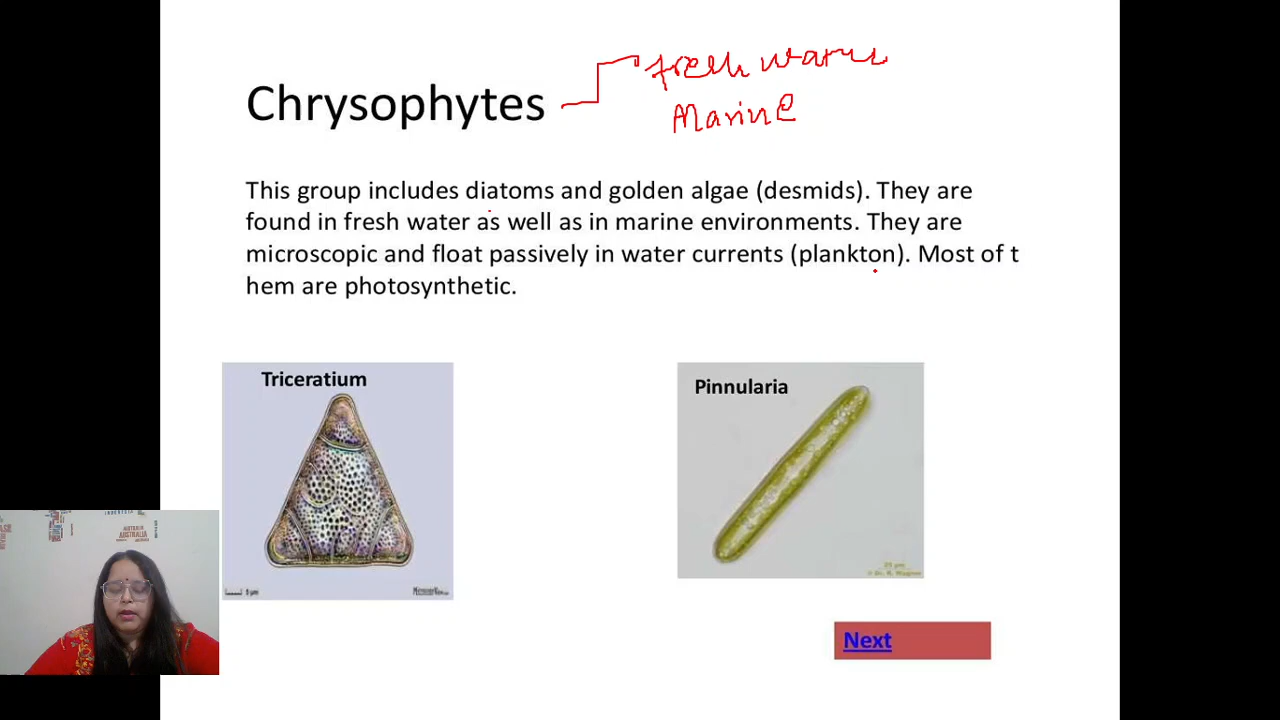 fresh water
Chrysophytes
Marine
This group includes diatoms and golden algae (desmids). They are
found in fresh water as well as in marine environments. They are
microscopic and float passively in water currents (plankton). Most of t
hem are photosynthetic.
Triceratium
Pinnularia
AUSTRALIA
Next